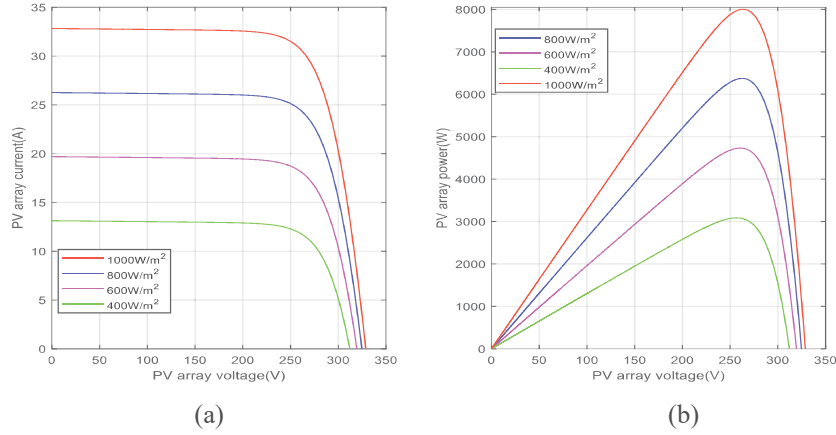 35
30
25
20
15
10
5
0
PV array current(A)
1000W/m²
800W/m²
600W/m²
400W/m²
0 50 100 150 200 250 300 350
PV array voltage(V)
(a)
8000
7000
6000
5000
4000
3000
2000
1000
0
PV array power(W)
800W/m²
600W/m²
400W/m²
1000W/m²
0 50 100 150 200 250 300 350
PV array voltage(V)
(b)